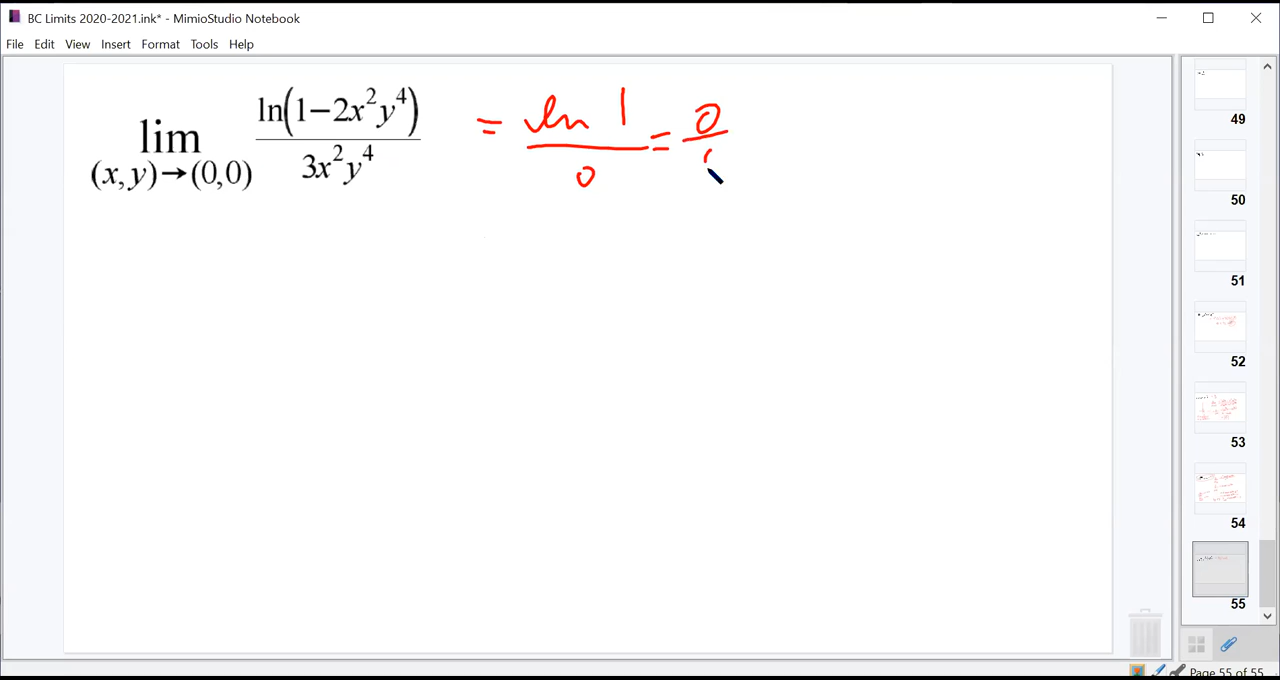 BC Limits 2020-2021.ink* - MimioStudio Notebook
File Edit View Insert Format Tools Help
lim (x,y)→(0,0) ln(1−2x²y⁴) / 3x²y⁴ = ln 1 / 0 = 0 /
49
50
51
52
53
54
55
Page 55 of 55